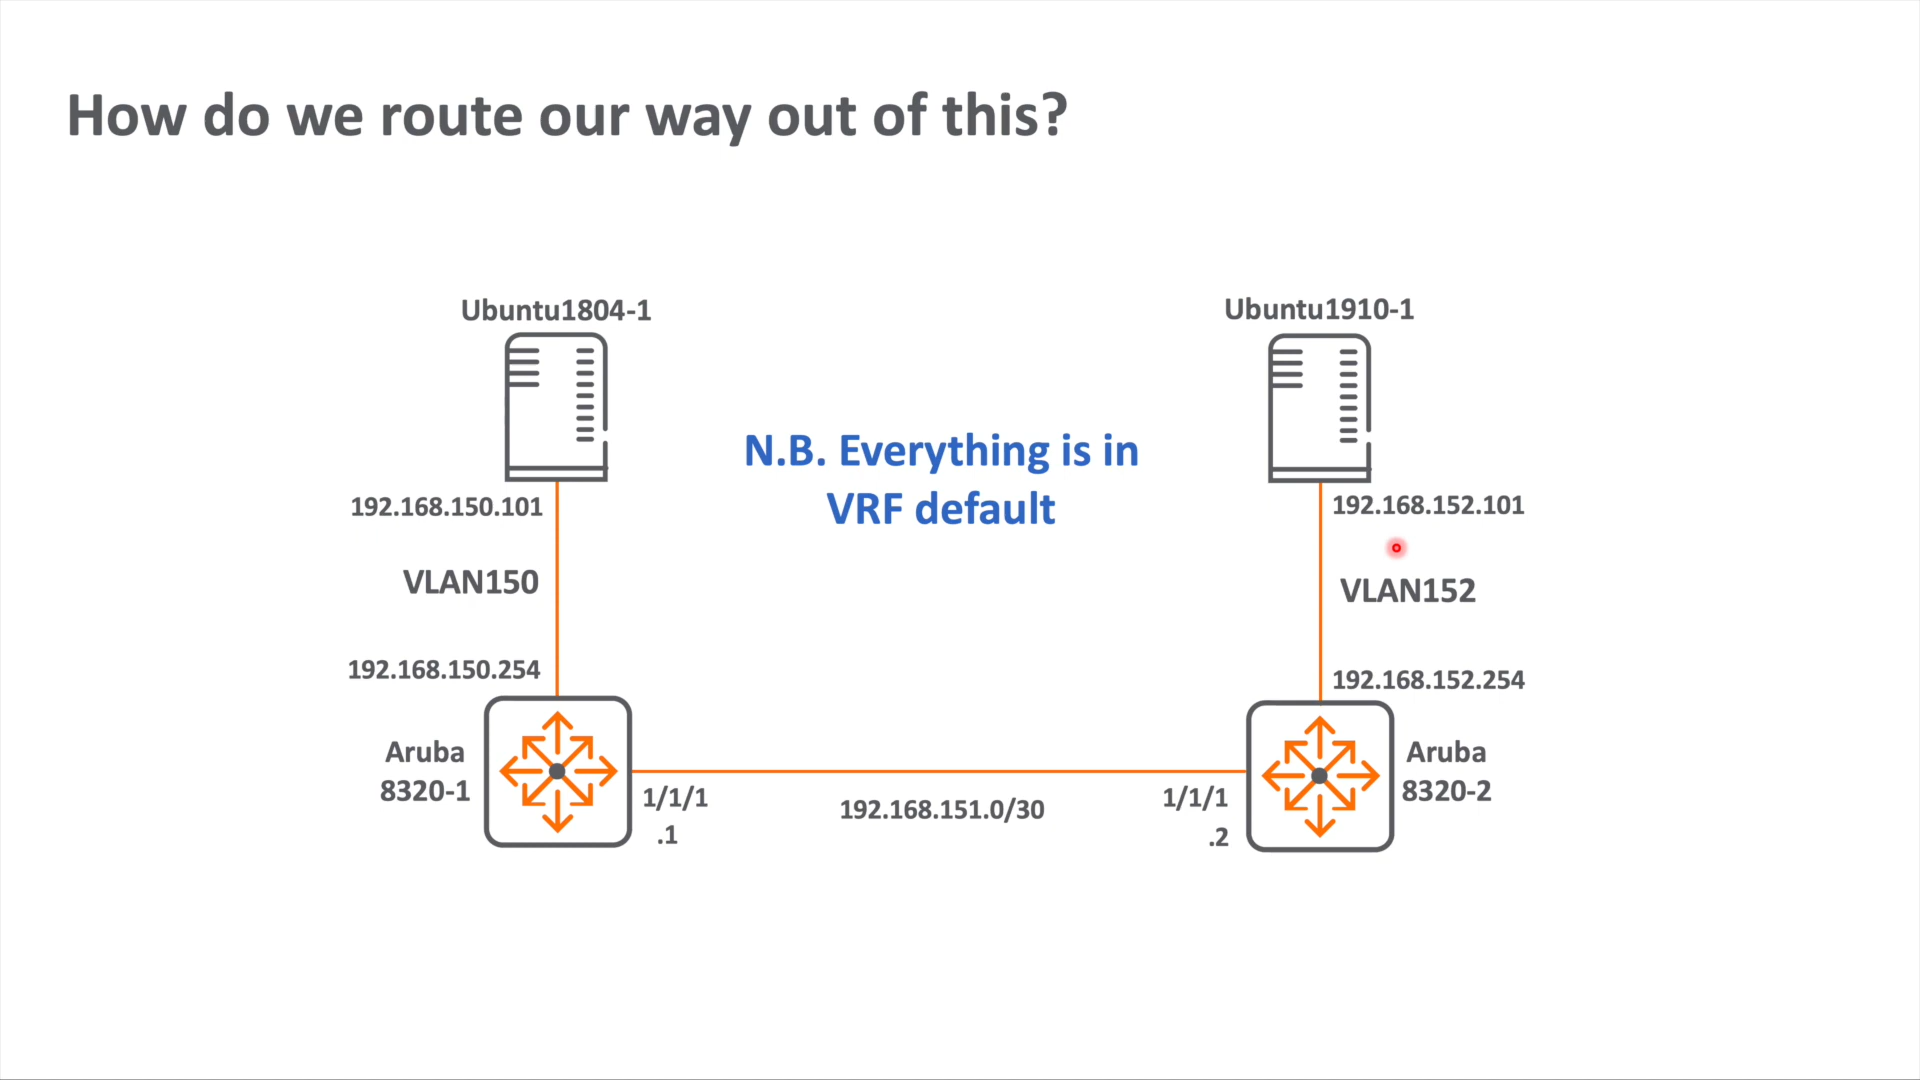 How do we route our way out of this?
Ubuntu1804-1
Ubuntu1910-1
N.B. Everything is in
VRF default
192.168.150.101
192.168.152.101
VLAN150
VLAN152
192.168.150.254
192.168.152.254
Aruba
8320-1
Aruba
8320-2
1/1/1
.1
192.168.151.0/30
1/1/1
.2